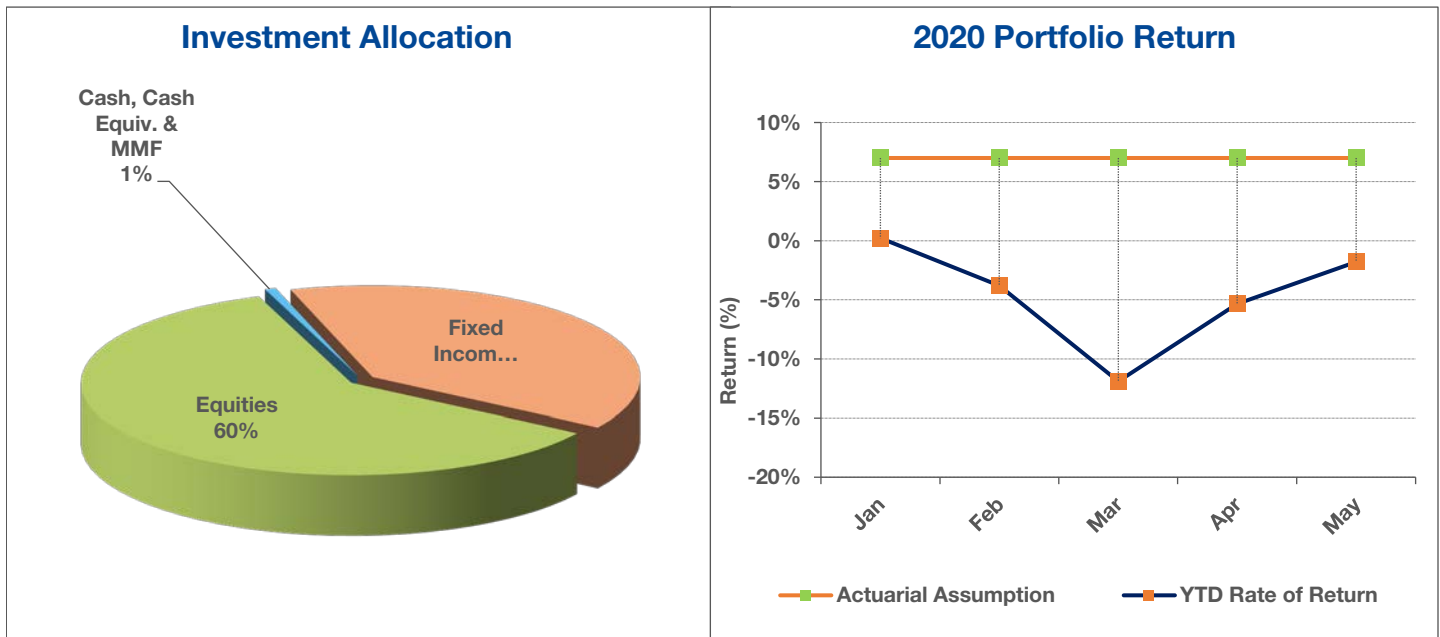 Investment Allocation
Cash, Cash
Equiv. &
MMF
1%
Fixed
Incom...
Equities
60%
2020 Portfolio Return
Return (%)
10%
5%
0%
-5%
-10%
-15%
-20%
Jan
Feb
Mar
Apr
May
Actuarial Assumption
YTD Rate of Return